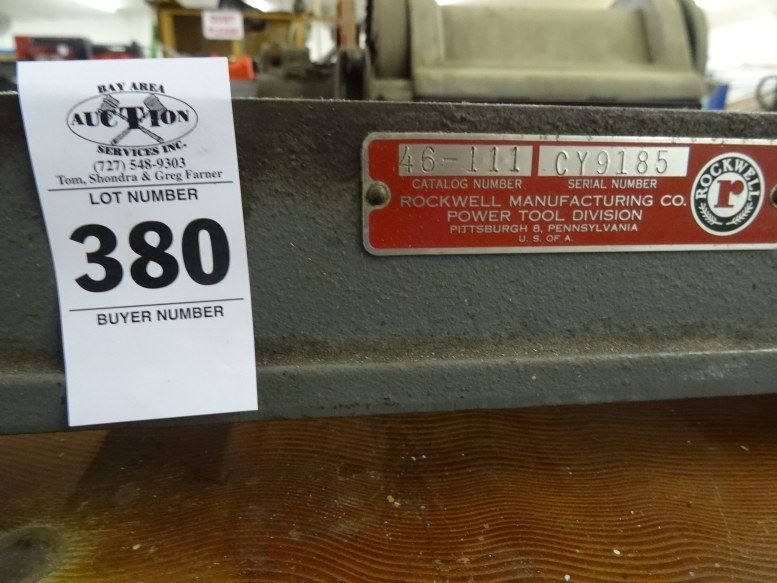 BAY AREA
AUCTION
SERVICES INC.
(727) 548-9303
Tom, Shondra & Greg Farner
LOT NUMBER
380
BUYER NUMBER
46-111 CY9185
CATALOG NUMBER SERIAL NUMBER
ROCKWELL MANUFACTURING CO.
POWER TOOL DIVISION
PITTSBURGH 8, PENNSYLVANIA
U. S. OF A.
ROCKWELL
r